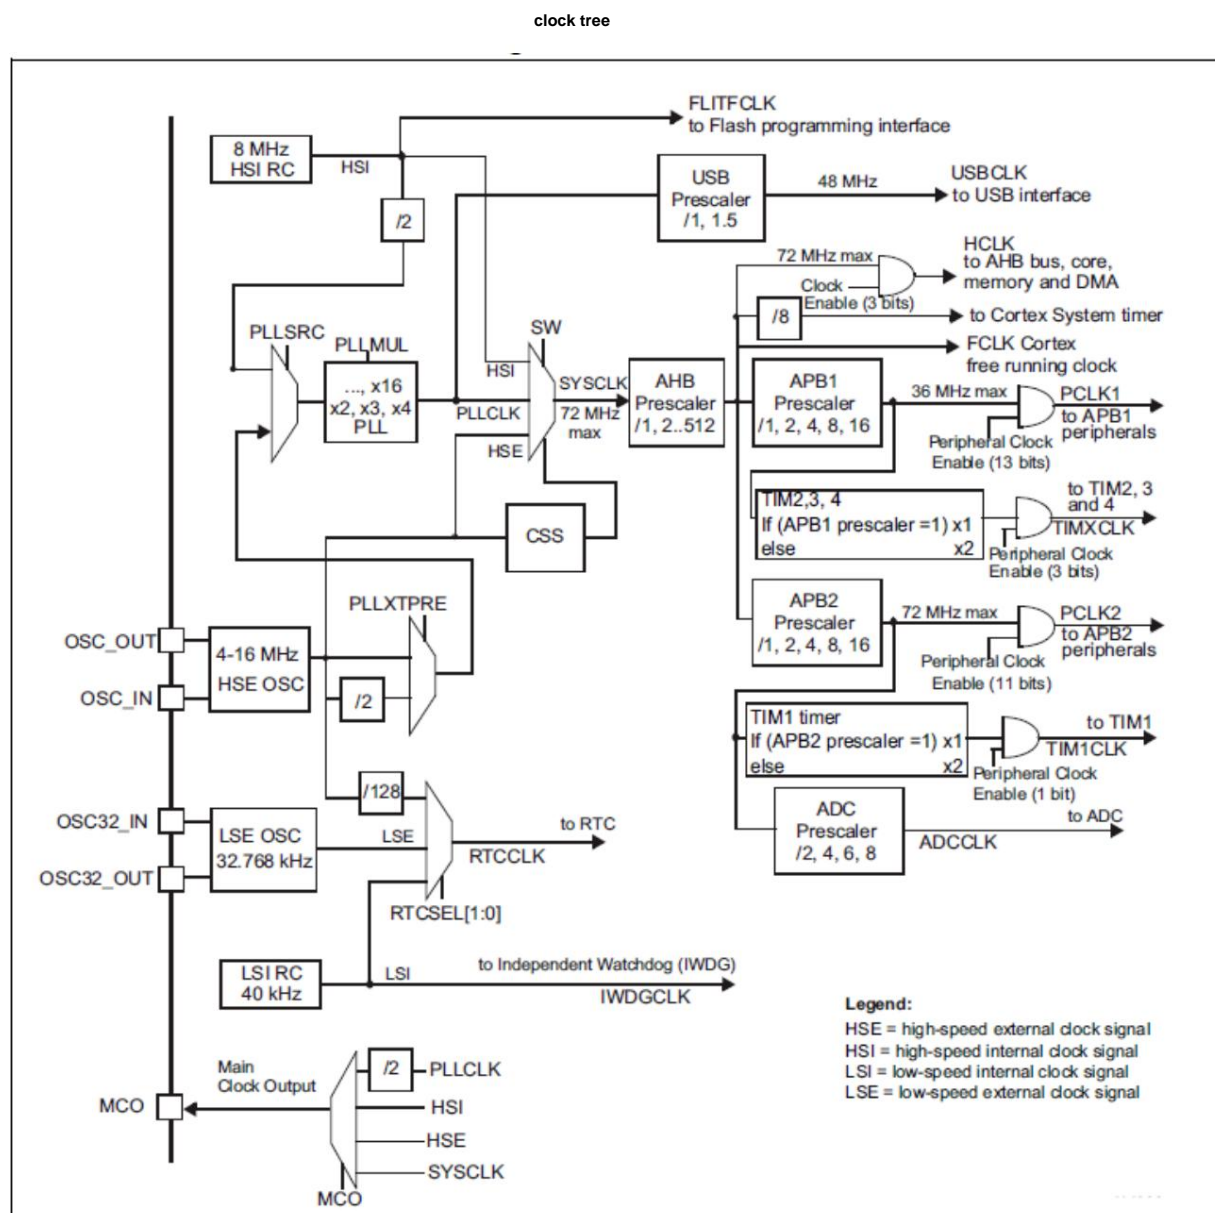 clock tree
FLITFCLK
to Flash programming interface
8 MHz
HSI RC
HSI
/2
USB
Prescaler
/1, 1.5
48 MHz
USBCLK
to USB interface
72 MHz max
Clock
Enable (3 bits)
HCLK
to AHB bus, core,
memory and DMA
/8
to Cortex System timer
FCLK Cortex
free running clock
PLLSRC
PLLMUL
..., x16
x2, x3, x4
PLL
SW
HSI
PLLCLK
HSE
SYSCLK
72 MHz
max
AHB
Prescaler
/1, 2..512
APB1
Prescaler
/1, 2, 4, 8, 16
36 MHz max
PCLK1
to APB1
peripherals
Peripheral Clock
Enable (13 bits)
TIM2,3, 4
If (APB1 prescaler =1) x1
else x2
to TIM2, 3
and 4
TIMXCLK
Peripheral Clock
Enable (3 bits)
CSS
PLLXTPRE
OSC_OUT
OSC_IN
4-16 MHz
HSE OSC
/2
APB2
Prescaler
/1, 2, 4, 8, 16
72 MHz max
PCLK2
to APB2
peripherals
Peripheral Clock
Enable (11 bits)
TIM1 timer
If (APB2 prescaler =1) x1
else x2
to TIM1
TIM1CLK
Peripheral Clock
Enable (1 bit)
/128
OSC32_IN
OSC32_OUT
LSE OSC
32.768 kHz
LSE
to RTC
RTCCLK
RTCSEL[1:0]
ADC
Prescaler
/2, 4, 6, 8
to ADC
ADCCLK
LSI RC
40 kHz
LSI
to Independent Watchdog (IWDG)
IWDGCLK
Legend:
HSE = high-speed external clock signal
HSI = high-speed internal clock signal
LSI = low-speed internal clock signal
LSE = low-speed external clock signal
Main
Clock Output
MCO
/2
PLLCLK
HSI
HSE
SYSCLK
MCO